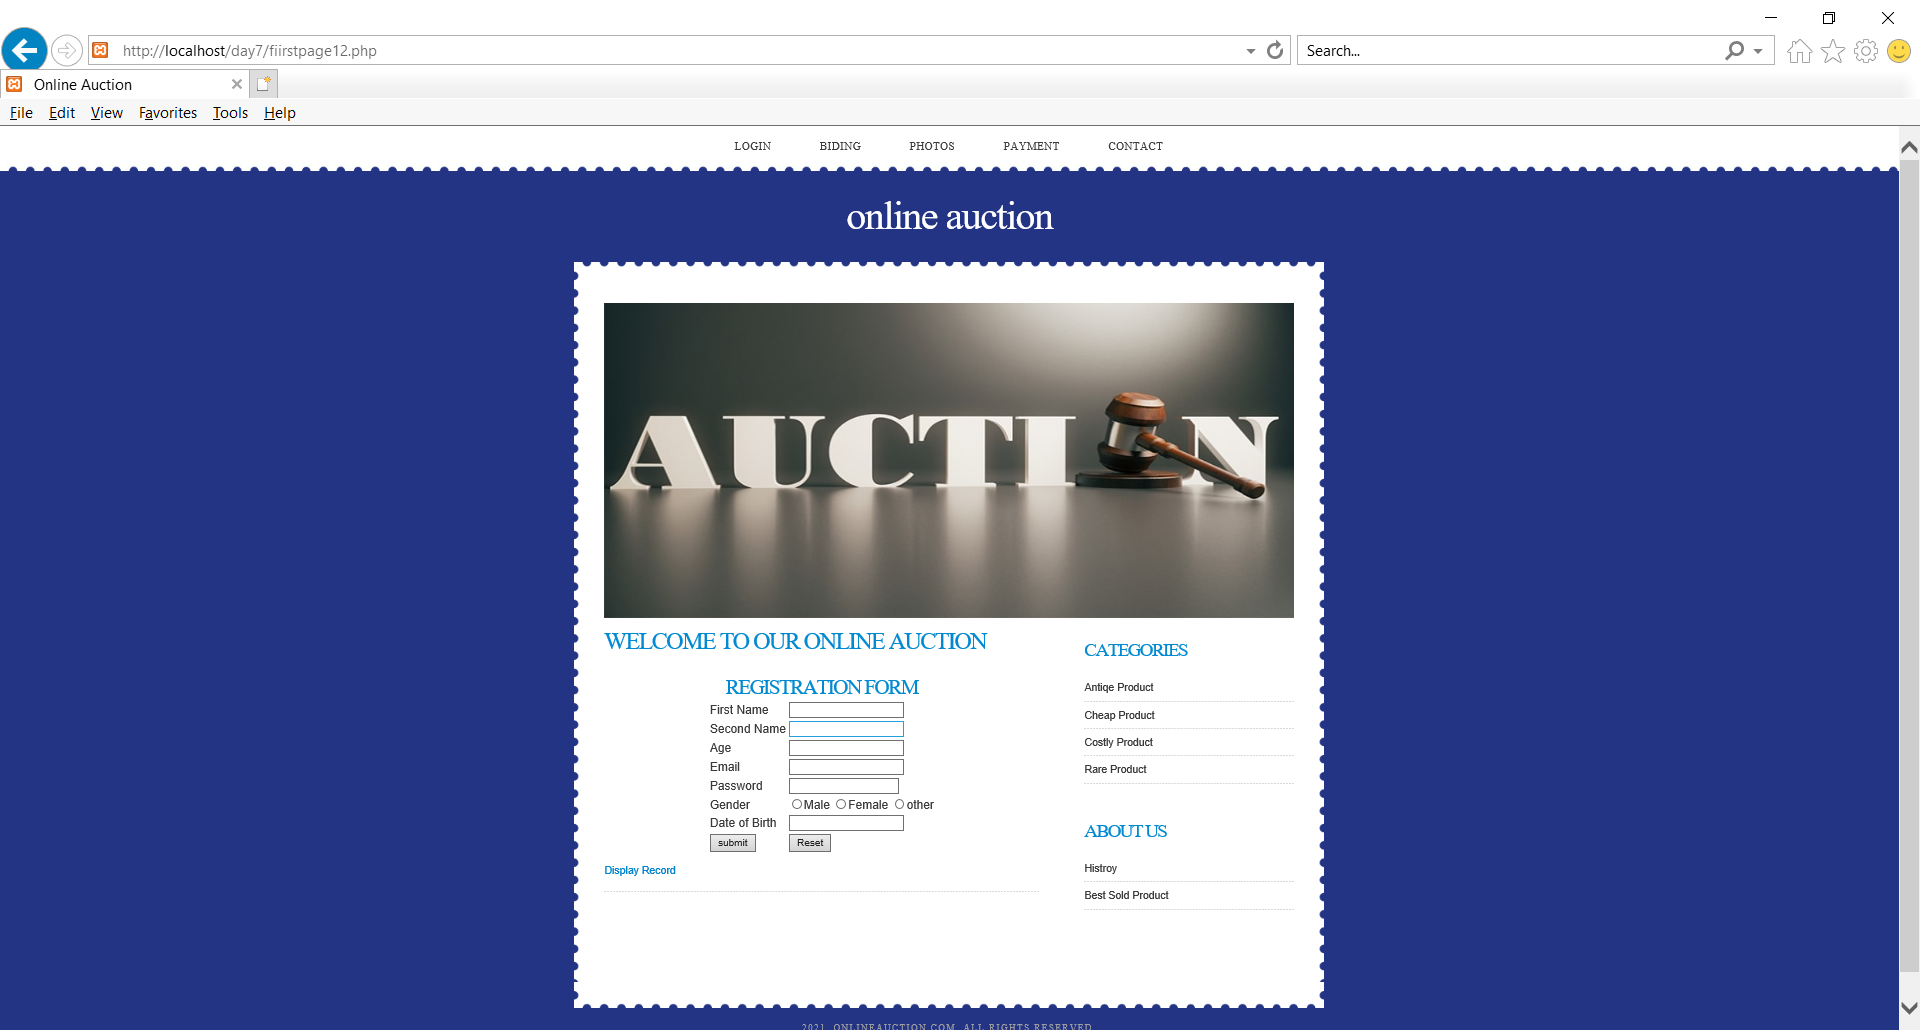 http://localhost/day7/fiirstpage12.php
Search...
Online Auction
File Edit View Favorites Tools Help
LOGIN BIDING PHOTOS PAYMENT CONTACT
online auction
AUCTI N
WELCOME TO OUR ONLINE AUCTION
REGISTRATION FORM
First Name
Second Name
Age
Email
Password
Gender Male Female other
Date of Birth
submit Reset
Display Record
CATEGORIES
Antiqe Product
Cheap Product
Costly Product
Rare Product
ABOUT US
Histroy
Best Sold Product
2021. ONLINEAUCTION.COM. ALL RIGHTS RESERVED